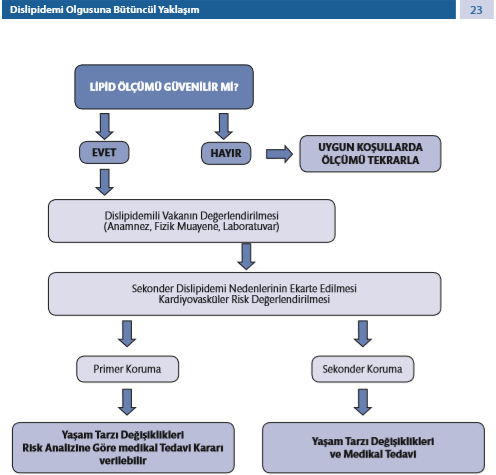 Dislipidemi Olgusuna Bütüncül Yaklaşım
23
LİPİD ÖLÇÜMÜ GÜVENİLİR Mİ?
EVET
HAYIR
UYGUN KOŞULLARDA
ÖLÇÜMÜ TEKRARLA
Dislipidemili Vakanın Değerlendirilmesi
(Anamnez, Fizik Muayene, Laboratuvar)
Sekonder Dislipidemi Nedenlerinin Ekarte Edilmesi
Kardiyovasküler Risk Değerlendirilmesi
Primer Koruma
Sekonder Koruma
Yaşam Tarzı Değişiklikleri
Risk Analizine Göre medikal Tedavi Kararı
verilebilir
Yaşam Tarzı Değişiklikleri
ve Medikal Tedavi